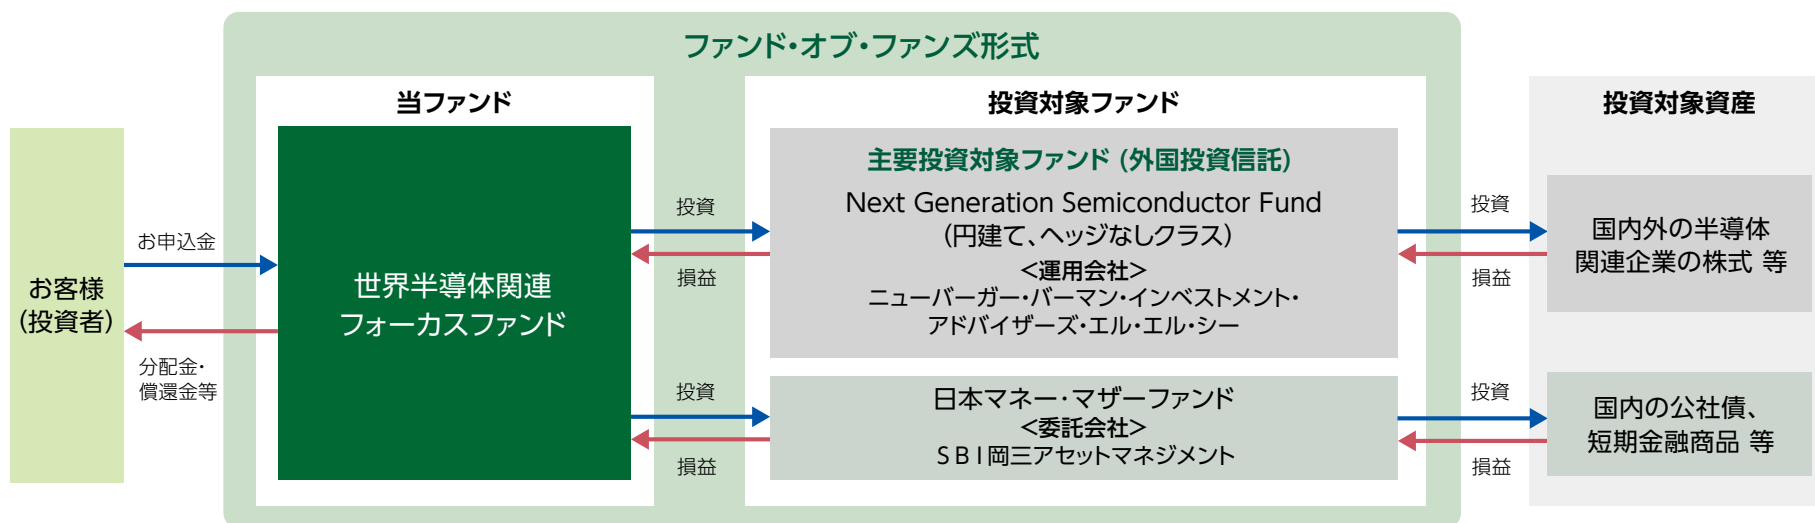 ファンド・オブ・ファンズ形式
当ファンド
投資対象ファンド
投資対象資産
お客様
(投資者)
お申込金
分配金・
償還金等
世界半導体関連
フォーカスファンド
投資
損益
投資
損益
主要投資対象ファンド (外国投資信託)
Next Generation Semiconductor Fund
(円建て、ヘッジなしクラス)
<運用会社>
ニューバーガー・バーマン・インベストメント・
アドバイザーズ・エル・エル・シー
日本マネー・マザーファンド
<委託会社>
SBI岡三アセットマネジメント
投資
損益
投資
損益
国内外の半導体
関連企業の株式 等
国内の公社債、
短期金融商品 等